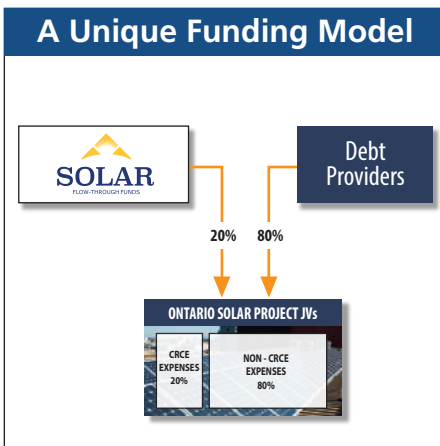 A Unique Funding Model
SOLAR
FLOW-THROUGH FUNDS
Debt
Providers
20%
80%
ONTARIO SOLAR PROJECT JVs
CRCE
EXPENSES
20%
NON - CRCE
EXPENSES
80%